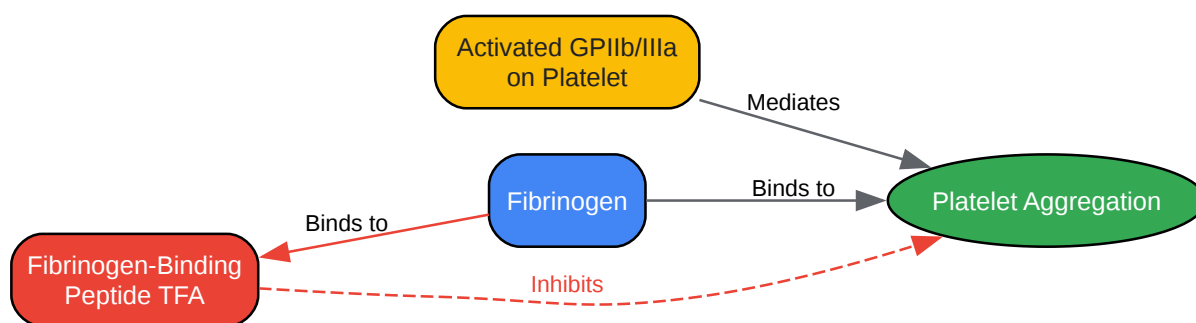 Activated GPIIb/IIIa
on Platelet
Mediates
Fibrinogen
Binds to
Platelet Aggregation
Binds to
Fibrinogen-Binding
Peptide TFA
Inhibits